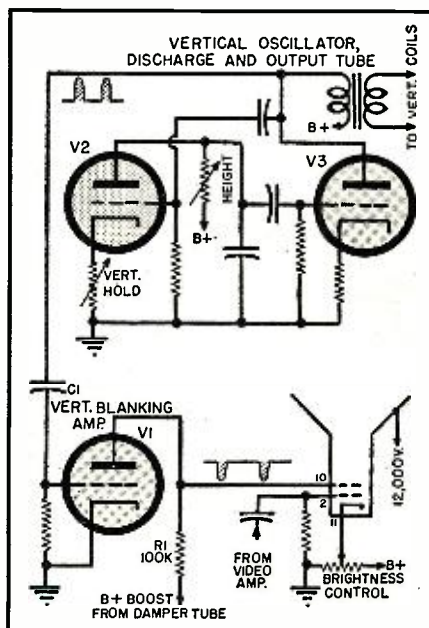 VERTICAL OSCILLATOR,
DISCHARGE AND OUTPUT TUBE
TO VERT. COILS
B+
V2
V3
HEIGHT
B+
VERT.
HOLD
C1
VERT. BLANKING
AMP.
V1
10
2
11
12,000V.
R1
100K
FROM
VIDEO
AMP.
B+
BRIGHTNESS
CONTROL
B+ BOOST
FROM DAMPER TUBE